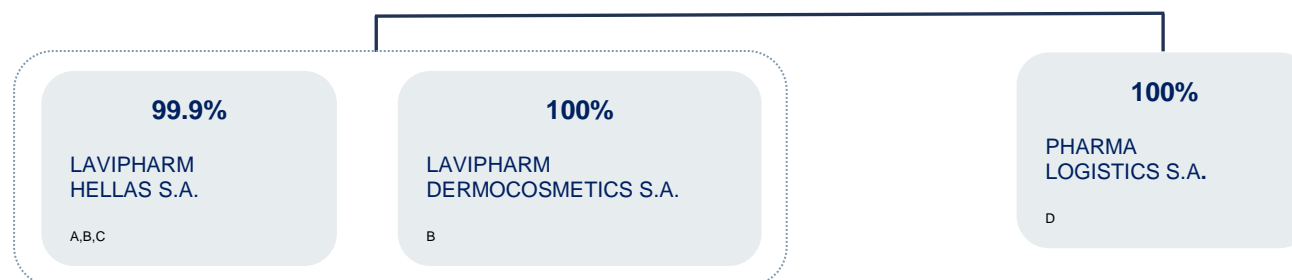 99.9%
LAVIPHARM
HELLAS S.A.
A,B,C
100%
LAVIPHARM
DERMOCOSMETICS S.A.
B
100%
PHARMA
LOGISTICS S.A.
D